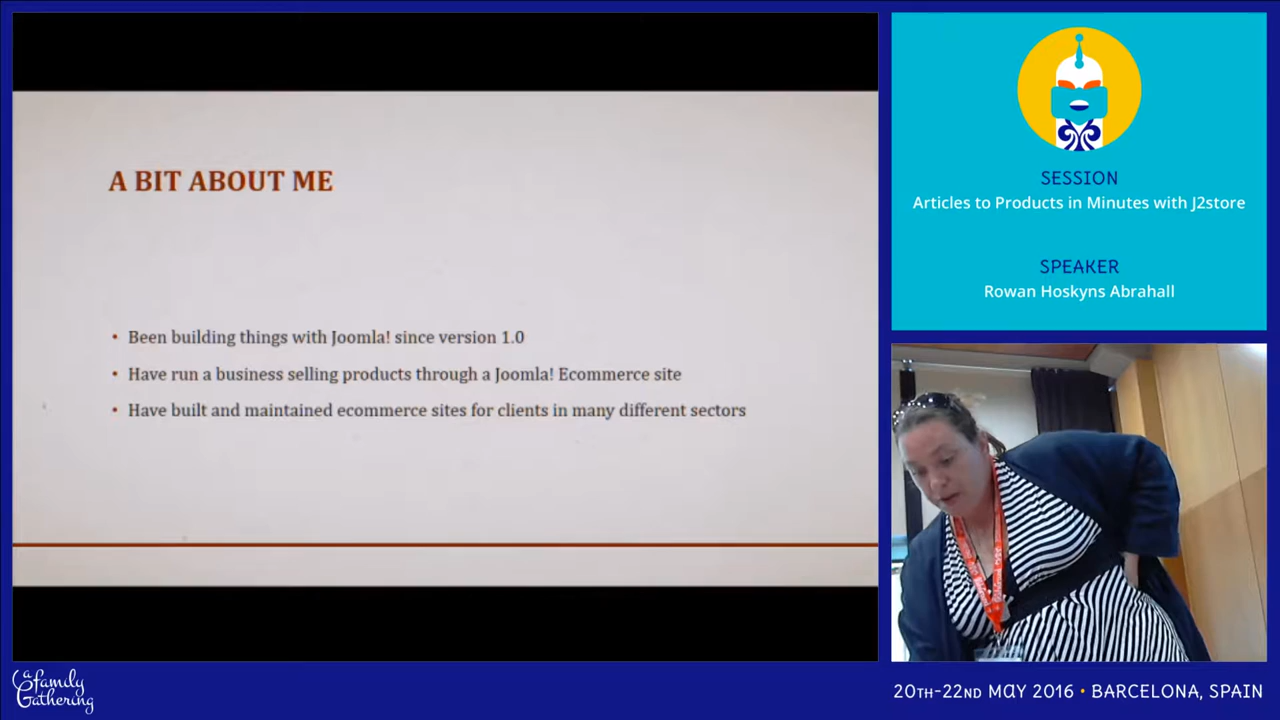 A BIT ABOUT ME
• Been building things with Joomla! since version 1.0
• Have run a business selling products through a Joomla! Ecommerce site
• Have built and maintained ecommerce sites for clients in many different sectors
SESSION
Articles to Products in Minutes with J2store
SPEAKER
Rowan Hoskyns Abrahall
a family
Gathering
20TH-22ND MAY 2016 • BARCELONA, SPAIN